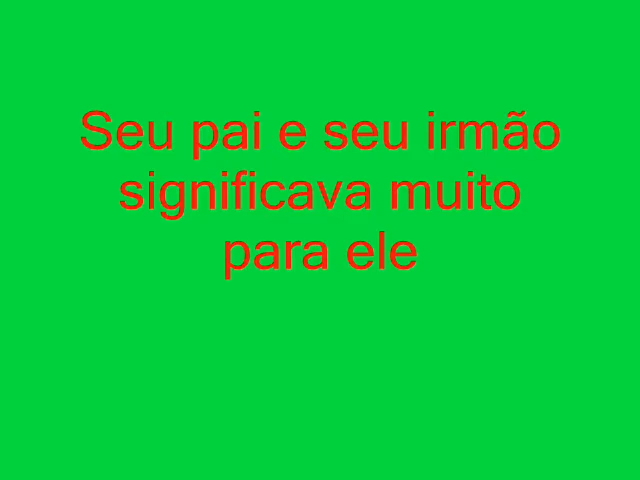 Seu pai e seu irmão
significava muito
para ele